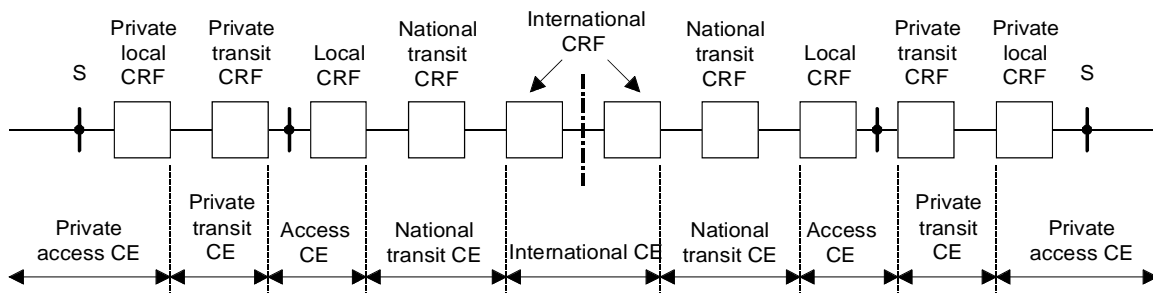 International
CRF
Private
local
CRF
Private
transit
CRF
Local
CRF
National
transit
CRF
National
transit
CRF
Local
CRF
Private
transit
CRF
Private
local
CRF
S
S
Private
access CE
Private
transit
CE
Access
CE
National
transit CE
International CE
National
transit CE
Access
CE
Private
transit
CE
Private
access CE